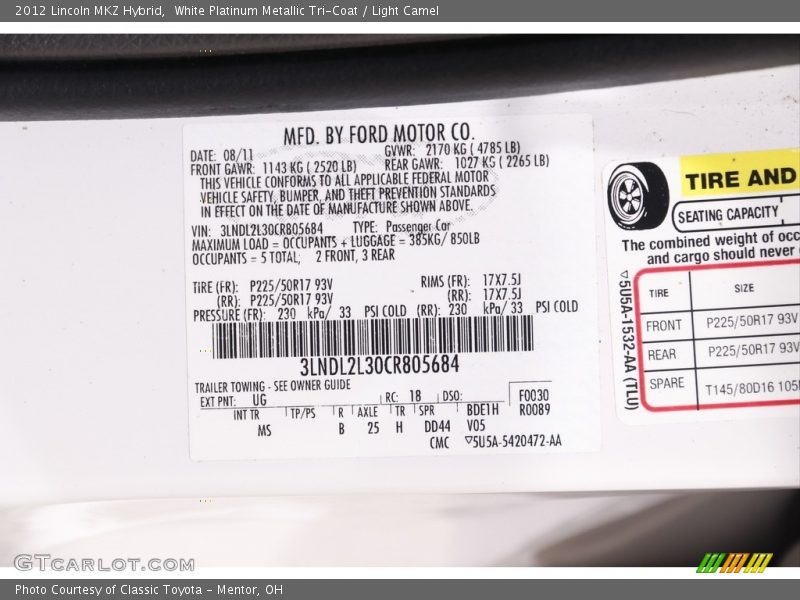 2012 Lincoln MKZ Hybrid, White Platinum Metallic Tri-Coat / Light Camel
MFD. BY FORD MOTOR CO.
DATE: 08/11 GVWR: 2170 KG ( 4785 LB)
FRONT GAWR: 1143 KG ( 2520 LB) REAR GAWR: 1027 KG ( 2265 LB)
THIS VEHICLE CONFORMS TO ALL APPLICABLE FEDERAL MOTOR
VEHICLE SAFETY, BUMPER, AND THEFT PREVENTION STANDARDS
IN EFFECT ON THE DATE OF MANUFACTURE SHOWN ABOVE.
VIN: 3LNDL2L30CR805684 TYPE: Passenger Car
MAXIMUM LOAD = OCCUPANTS + LUGGAGE = 385KG/ 850LB
OCCUPANTS = 5 TOTAL; 2 FRONT, 3 REAR
TIRE (FR): P225/50R17 93V RIMS (FR): 17X7.5J
(RR): P225/50R17 93V (RR): 17X7.5J
PRESSURE (FR): 230 kPa/ 33 PSI COLD (RR): 230 kPa/ 33 PSI COLD
3LNDL2L30CR805684
TRAILER TOWING - SEE OWNER GUIDE
EXT PNT: UG RC: 18 DSO: F0030
INT TR TP/PS R AXLE TR SPR BDE1H R0089
MS B 25 H DD44 V05
CMC ▽5U5A-5420472-AA
TIRE AND
SEATING CAPACITY
The combined weight of occ
and cargo should never
▽5U5A-1532-AA (TLU)
TIRE SIZE
FRONT P225/50R17 93V
REAR P225/50R17 93V
SPARE T145/80D16 105
GTCARLOT.COM
Photo Courtesy of Classic Toyota - Mentor, OH